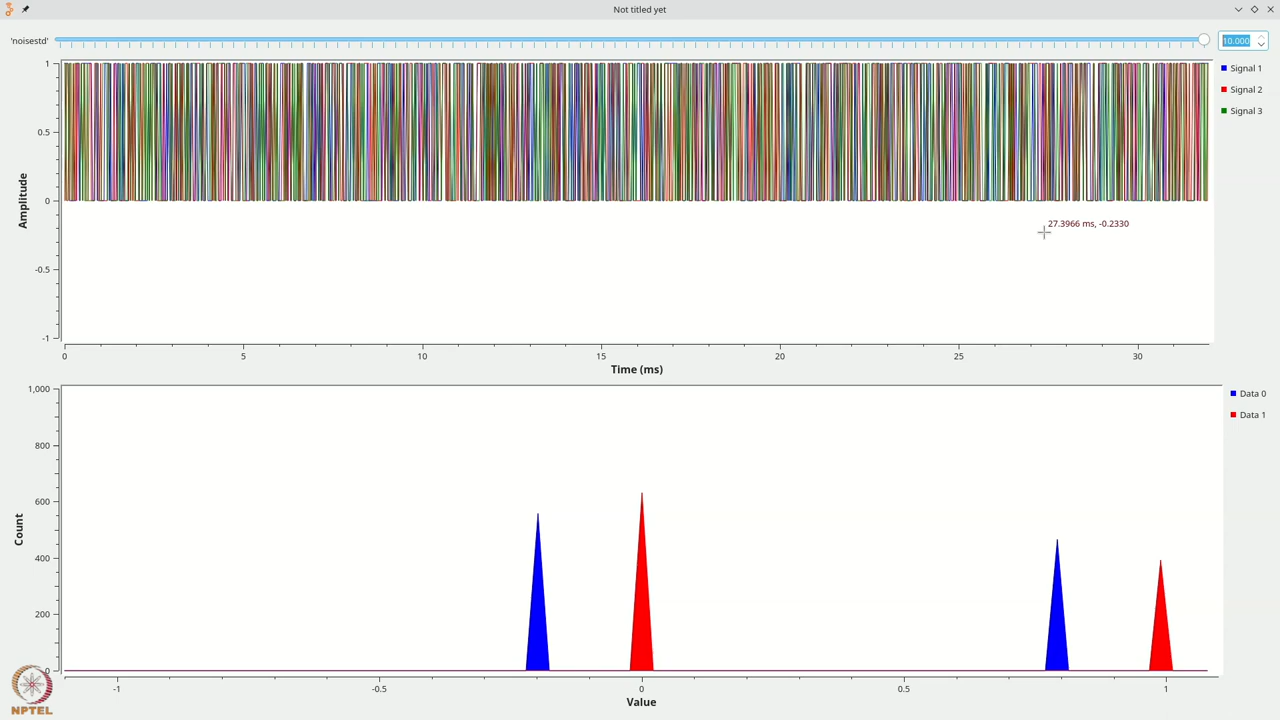 Not titled yet
'noisestd'
10.000
1
0.5
0
-0.5
-1
Amplitude
27.3966 ms, -0.2330
Signal 1
Signal 2
Signal 3
0 5 10 15 20 25 30
Time (ms)
1,000
800
600
400
200
0
Count
Data 0
Data 1
-1 -0.5 0 0.5 1
Value
NPTEL